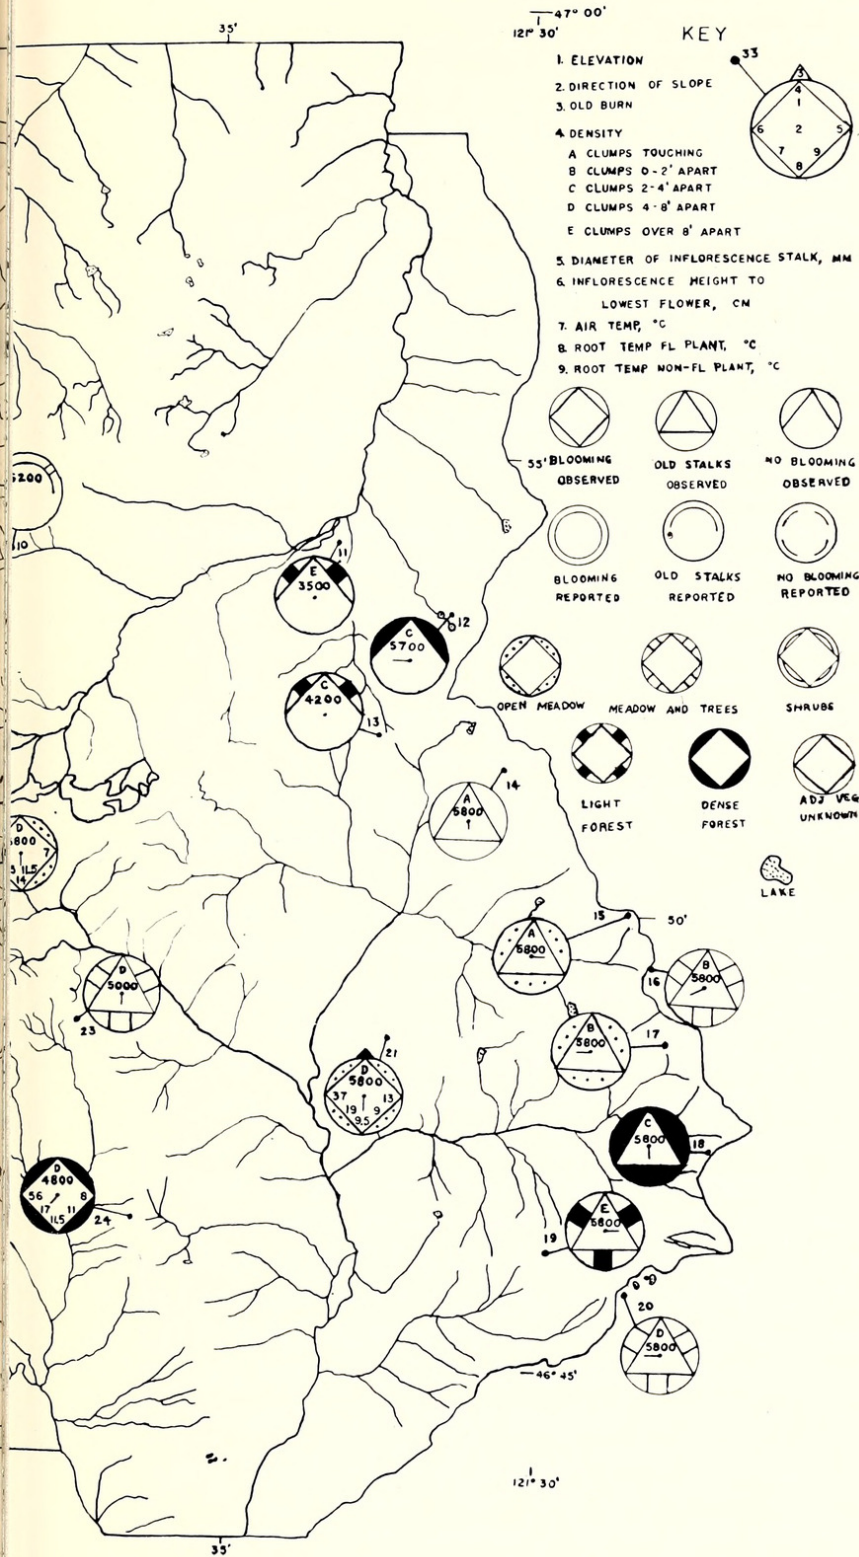 35'
47° 00'
121° 30'
KEY
1. ELEVATION
2. DIRECTION OF SLOPE
3. OLD BURN
4. DENSITY
A CLUMPS TOUCHING
B CLUMPS 0-2' APART
C CLUMPS 2-4' APART
D CLUMPS 4-8' APART
E CLUMPS OVER 8' APART
5. DIAMETER OF INFLORESCENCE STALK, MM
6. INFLORESCENCE HEIGHT TO
LOWEST FLOWER, CM
7. AIR TEMP, °C
8. ROOT TEMP FL PLANT, °C
9. ROOT TEMP NON-FL PLANT, °C
33
3
4
1
6 2 5
7 9
8
55'
BLOOMING
OBSERVED
OLD STALKS
OBSERVED
NO BLOOMING
OBSERVED
BLOOMING
REPORTED
OLD STALKS
REPORTED
NO BLOOMING
REPORTED
OPEN MEADOW
MEADOW AND TREES
SHRUBS
LIGHT
FOREST
DENSE
FOREST
ADJ VEG
UNKNOWN
LAKE
5200
10
11
E
3500
12
C
5700
C
4200
13
14
A
5800
D
5800
7
11.5
14
15
50'
A
5800
16
B
5800
D
5000
23
B
5800
17
21
D
5800
37 13
19 9
9.5
C
5800
18
D
4800
56 8
17 11
11.5
24
E
5800
19
20
D
5800
46° 45'
121° 30'
35'